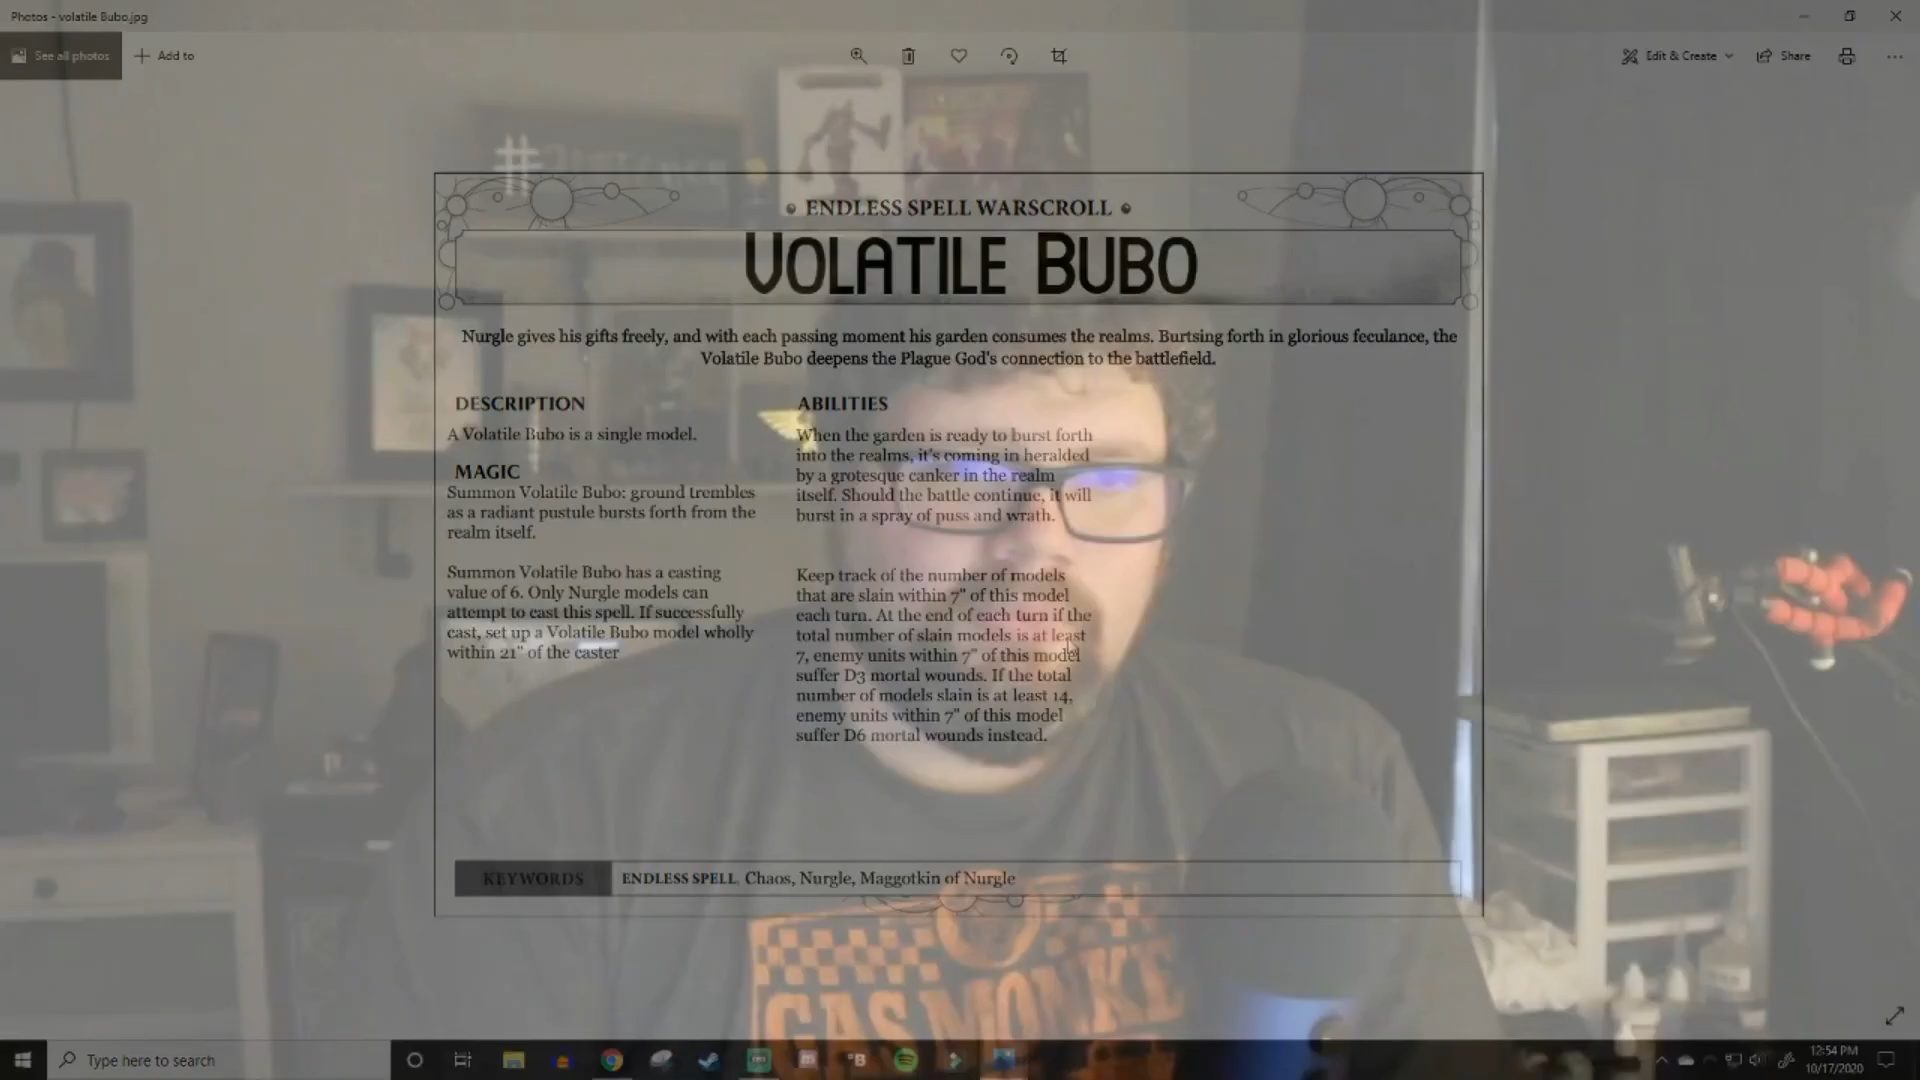 Photos - volatile Bubo.jpg
See all photos
Add to
Edit & Create
Share
#
ENDLESS SPELL WARSCROLL
VOLATILE BUBO
Nurgle gives his gifts freely, and with each passing moment his garden consumes the realms. Burtsing forth in glorious feculance, the
Volatile Bubo deepens the Plague God's connection to the battlefield.
DESCRIPTION
A Volatile Bubo is a single model.
MAGIC
Summon Volatile Bubo: ground trembles
as a radiant pustule bursts forth from the
realm itself.
Summon Volatile Bubo has a casting
value of 6. Only Nurgle models can
attempt to cast this spell. If successfully
cast, set up a Volatile Bubo model wholly
within 21" of the caster
ABILITIES
When the garden is ready to burst forth
into the realms, it's coming in heralded
by a grotesque canker in the realm
itself. Should the battle continue, it will
burst in a spray of puss and wrath.
Keep track of the number of models
that are slain within 7" of this model
each turn. At the end of each turn if the
total number of slain models is at least
7, enemy units within 7" of this model
suffer D3 mortal wounds. If the total
number of models slain is at least 14,
enemy units within 7" of this model
suffer D6 mortal wounds instead.
KEYWORDS
ENDLESS SPELL, Chaos, Nurgle, Maggotkin of Nurgle
GAS MONKE
Type here to search
12:54 PM
10/17/2020